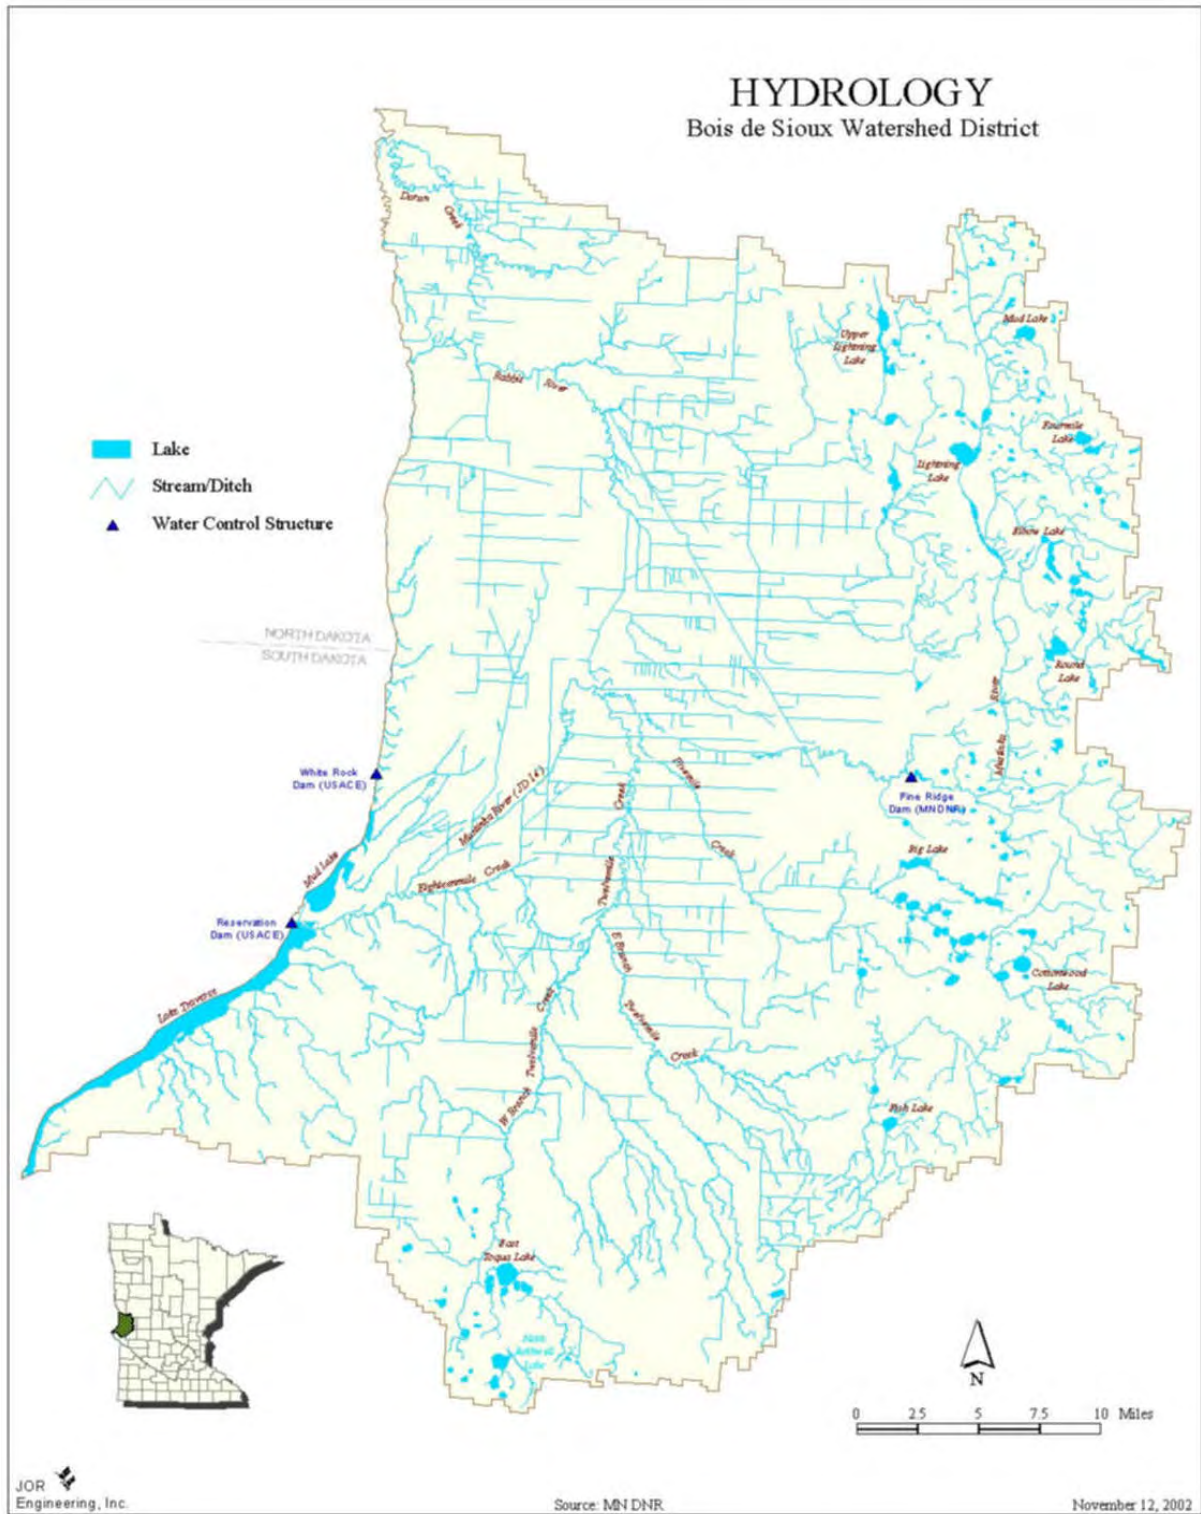 HYDROLOGY
Bois de Sioux Watershed District
Doran
Creek
Mud Lake
Upper
Lightning
Lake
Rabbit River
Fourmile
Lake
Lake
Stream/Ditch
Water Control Structure
Lightning
Lake
Elbow Lake
NORTH DAKOTA
SOUTH DAKOTA
Round
Lake
River
Mustinka
White Rock
Dam (USACE)
Mustinka River (JD 14)
Fivemile
Creek
Pine Ridge
Dam (MNDNR)
Creek
Twelvemile
Big Lake
Mud Lake
Eighteenmile Creek
Reservation
Dam (USACE)
E Branch
Twelvemile
Creek
Cottonwood
Lake
Lake Traverse
W Branch Twelvemile Creek
Fish Lake
East
Toqua Lake
Lake
N
0 2.5 5 7.5 10 Miles
JOR
Engineering, Inc.
Source: MN DNR
November 12, 2002